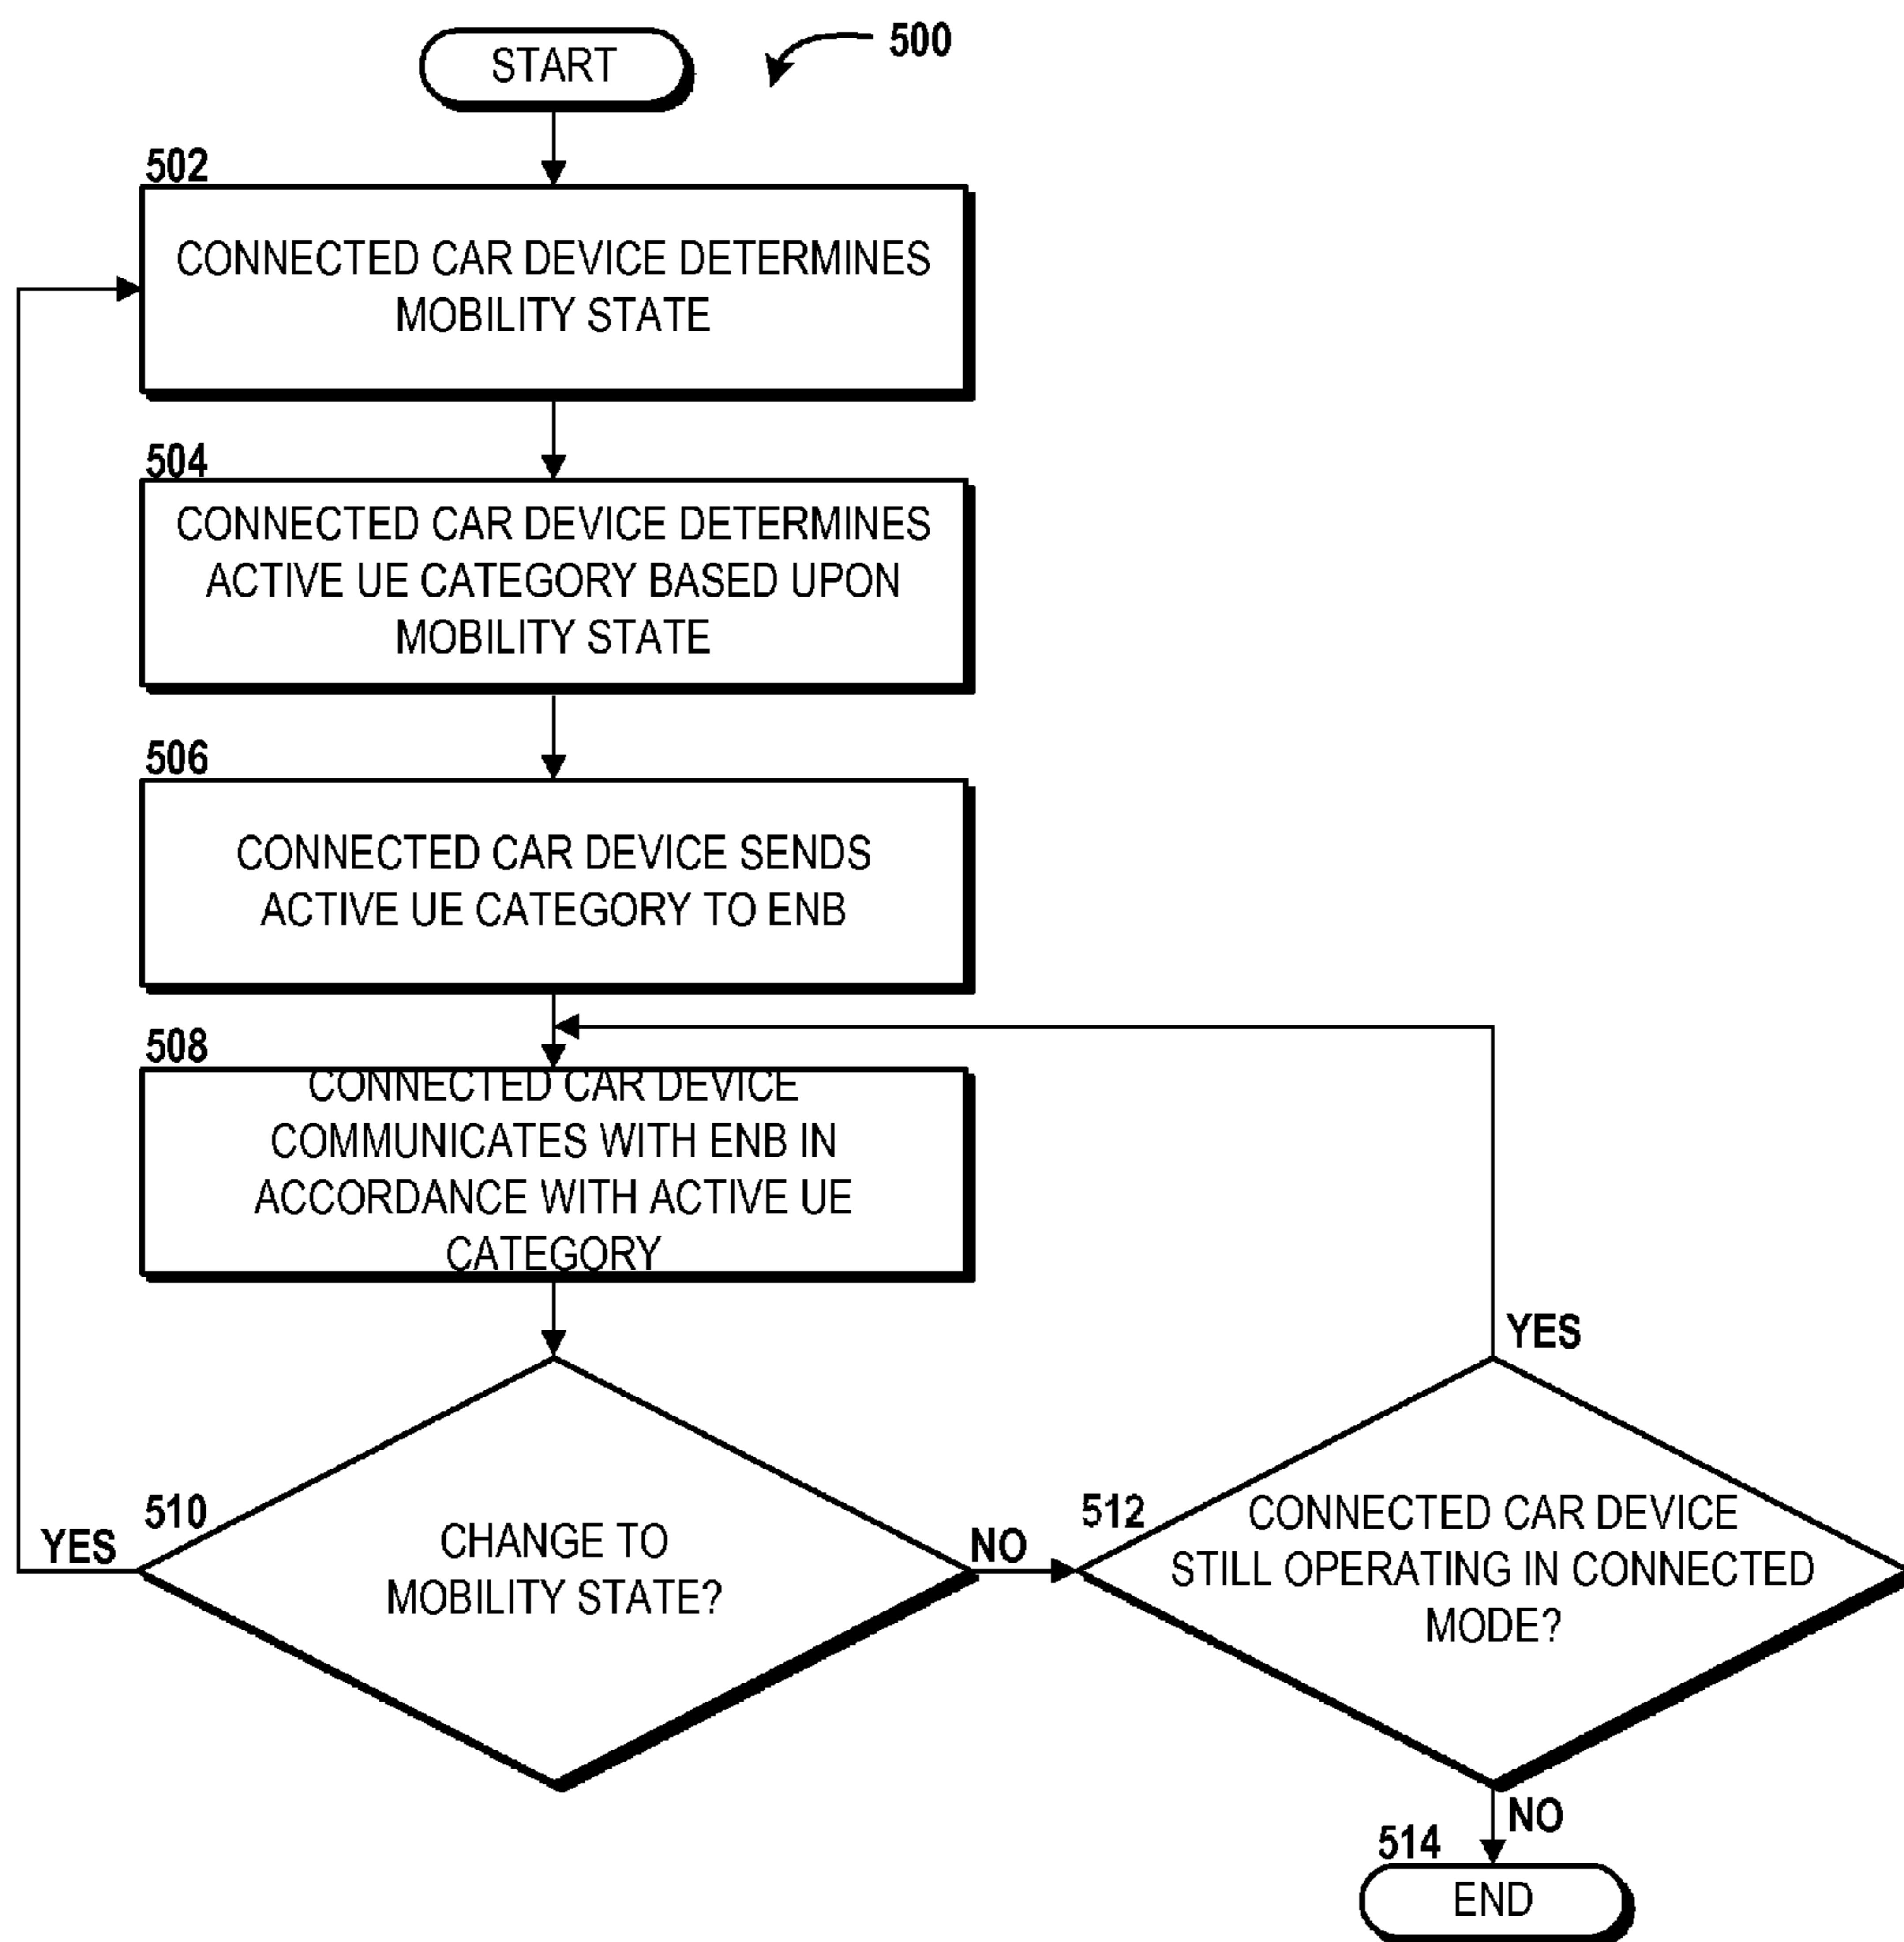 START
500
502
CONNECTED CAR DEVICE DETERMINES
MOBILITY STATE
504
CONNECTED CAR DEVICE DETERMINES
ACTIVE UE CATEGORY BASED UPON
MOBILITY STATE
506
CONNECTED CAR DEVICE SENDS
ACTIVE UE CATEGORY TO ENB
508
CONNECTED CAR DEVICE
COMMUNICATES WITH ENB IN
ACCORDANCE WITH ACTIVE UE
CATEGORY
510
YES
CHANGE TO
MOBILITY STATE?
NO
512
YES
CONNECTED CAR DEVICE
STILL OPERATING IN CONNECTED
MODE?
NO
514
END